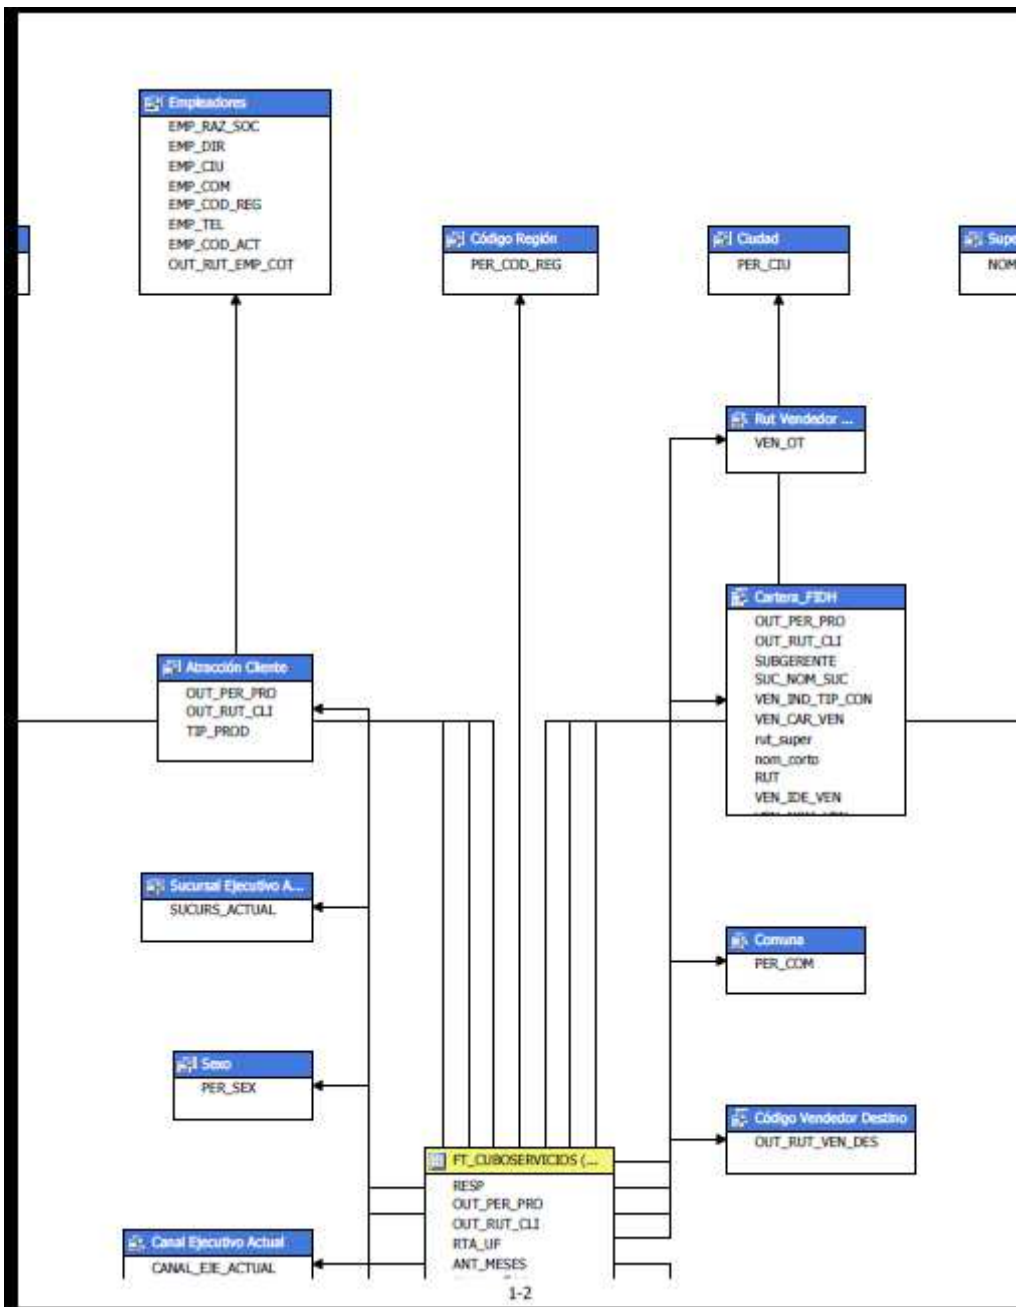 Empleadores
EMP_RAZ_SOC
EMP_DIR
EMP_CIU
EMP_COM
EMP_COD_REG
EMP_TEL
EMP_COD_ACT
OUT_RUT_EMP_COT
Código Región
PER_COD_REG
Ciudad
PER_CIU
Supe
NOM
Rut Vendedor ...
VEN_OT
Cartera_FIDH
OUT_PER_PRO
OUT_RUT_CLI
SUBGERENTE
SUC_NOM_SUC
VEN_IND_TIP_CON
VEN_CAR_VEN
rut_super
nom_corto
RUT
VEN_IDE_VEN
Atracción Cliente
OUT_PER_PRO
OUT_RUT_CLI
TIP_PROD
Sucursal Ejecutivo A...
SUCURS_ACTUAL
Comuna
PER_COM
Sexo
PER_SEX
Código Vendedor Destino
OUT_RUT_VEN_DES
FT_CUBOSERVICIOS (...
RESP
OUT_PER_PRO
OUT_RUT_CLI
RTA_UF
ANT_MESES
Canal Ejecutivo Actual
CANAL_EJE_ACTUAL
1-2